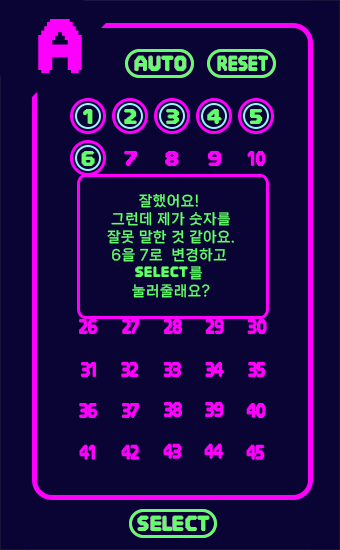 A
AUTO RESET
1 2 3 4 5
6 7 8 9 10
잘했어요!
그런데 제가 숫자를
잘못 말한 것 같아요.
6을 7로 변경하고
SELECT를
눌러줄래요?
26 27 28 29 30
31 32 33 34 35
36 37 38 39 40
41 42 43 44 45
SELECT